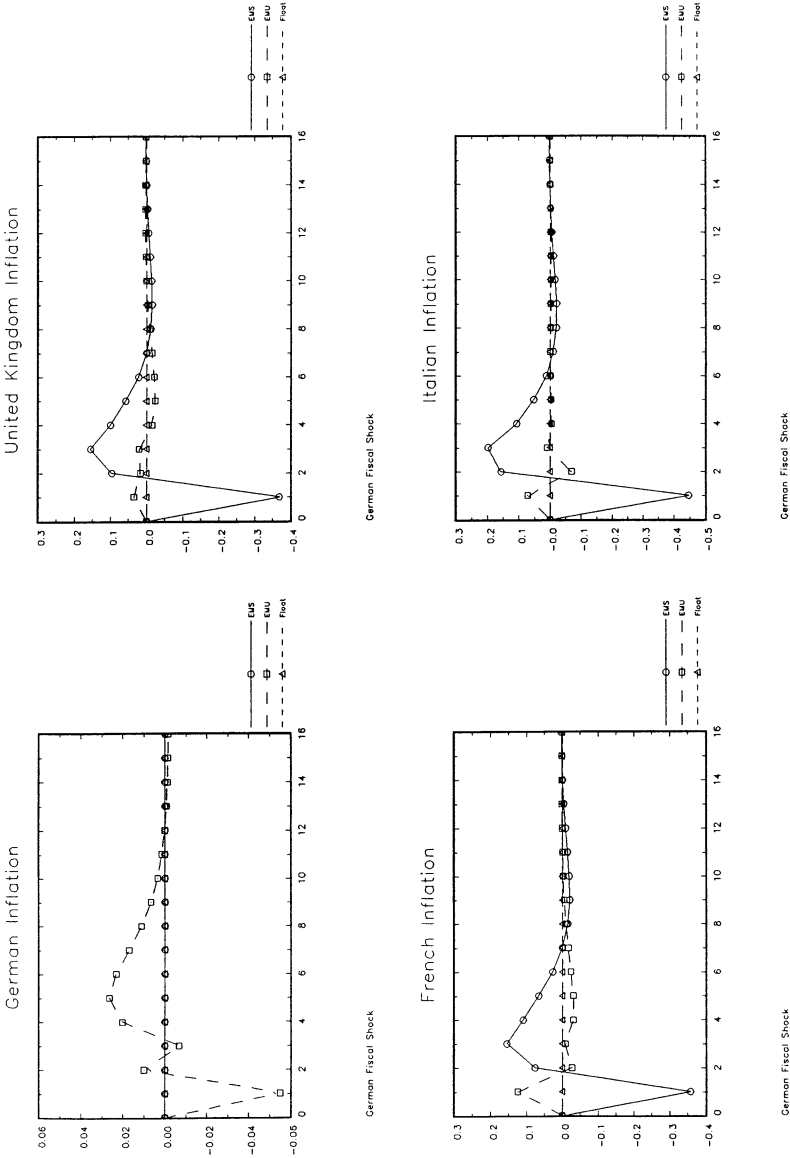 German Inflation
0.06
0.04
0.02
0.00
-0.02
-0.04
-0.06
0 2 4 6 8 10 12 14 16
German Fiscal Shock
EMS
EMU
Float
United Kingdom Inflation
0.3
0.2
0.1
0.0
-0.1
-0.2
-0.3
-0.4
0 2 4 6 8 10 12 14 16
German Fiscal Shock
EMS
EMU
Float
French Inflation
0.3
0.2
0.1
0.0
-0.1
-0.2
-0.3
-0.4
0 2 4 6 8 10 12 14 16
German Fiscal Shock
EMS
EMU
Float
Italian Inflation
0.3
0.2
0.1
0.0
-0.1
-0.2
-0.3
-0.4
-0.5
0 2 4 6 8 10 12 14 16
German Fiscal Shock
EMS
EMU
Float